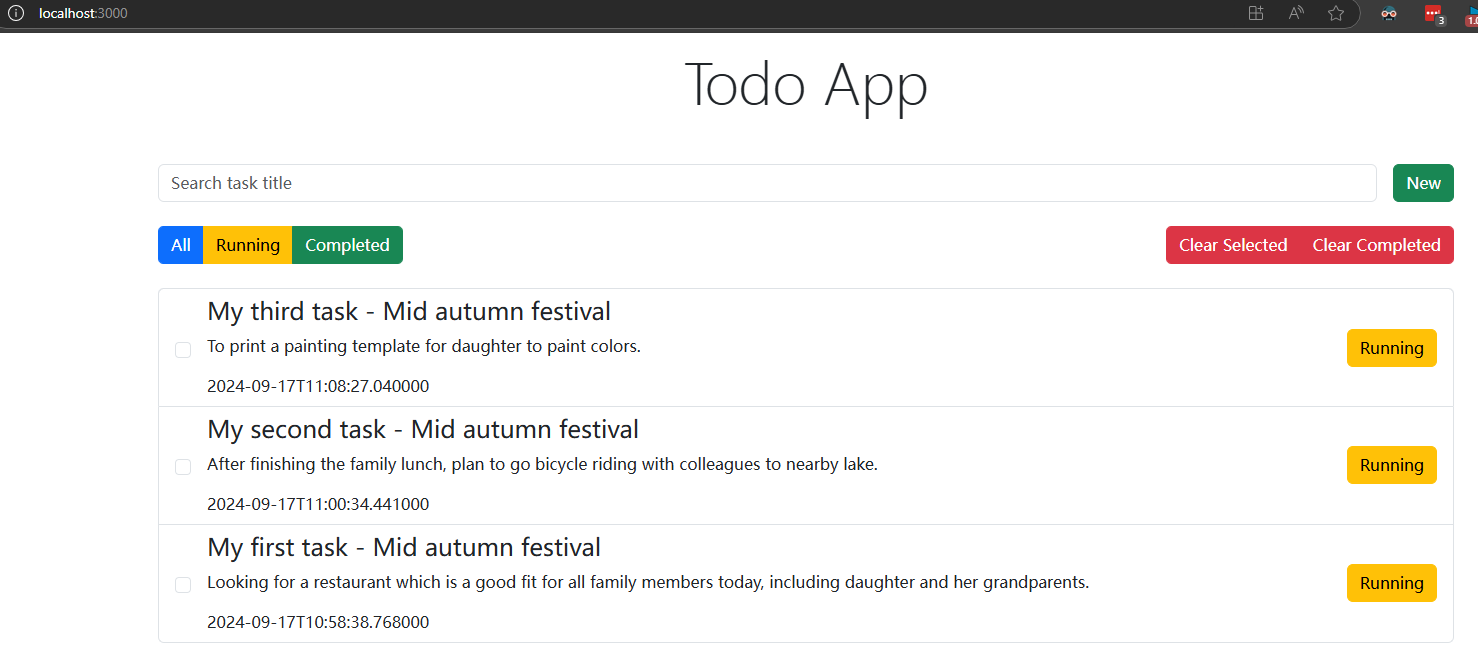 localhost:3000
3
1.0
Todo App
Search task title
New
All Running Completed
Clear Selected Clear Completed
My third task - Mid autumn festival
To print a painting template for daughter to paint colors.
Running
2024-09-17T11:08:27.040000
My second task - Mid autumn festival
After finishing the family lunch, plan to go bicycle riding with colleagues to nearby lake.
Running
2024-09-17T11:00:34.441000
My first task - Mid autumn festival
Looking for a restaurant which is a good fit for all family members today, including daughter and her grandparents.
Running
2024-09-17T10:58:38.768000